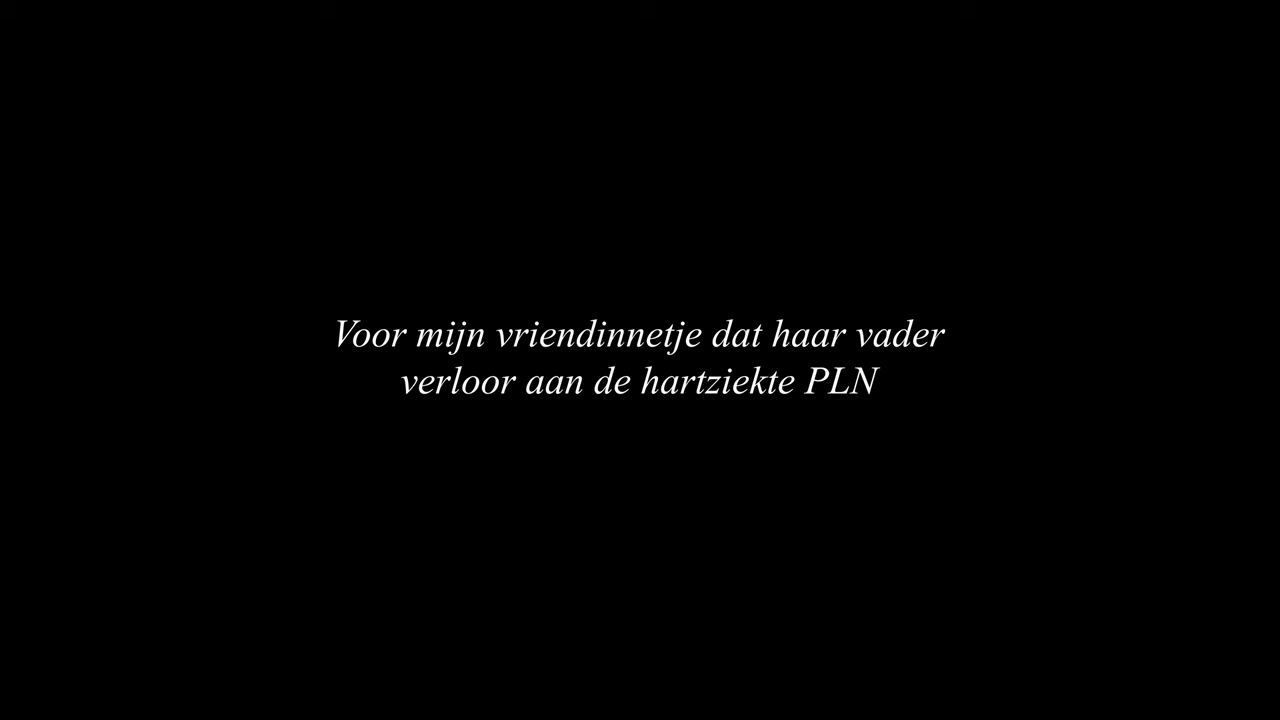 Voor mijn vriendinnetje dat haar vader
verloor aan de hartziekte PLN